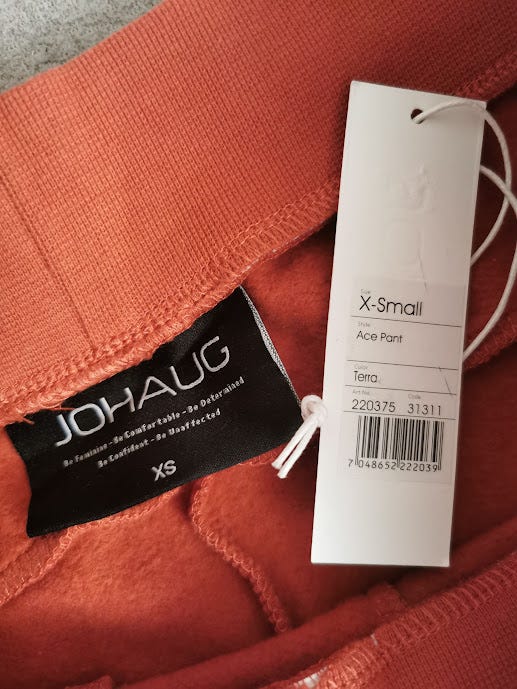 JOHAUG
Be Feminine - Be Comfortable - Be Determined
Be Confident - Be Unaffected
XS
Size
X-Small
Style
Ace Pant
Color
Terra
Art.No. Code
220375 31311
7 048652 222039